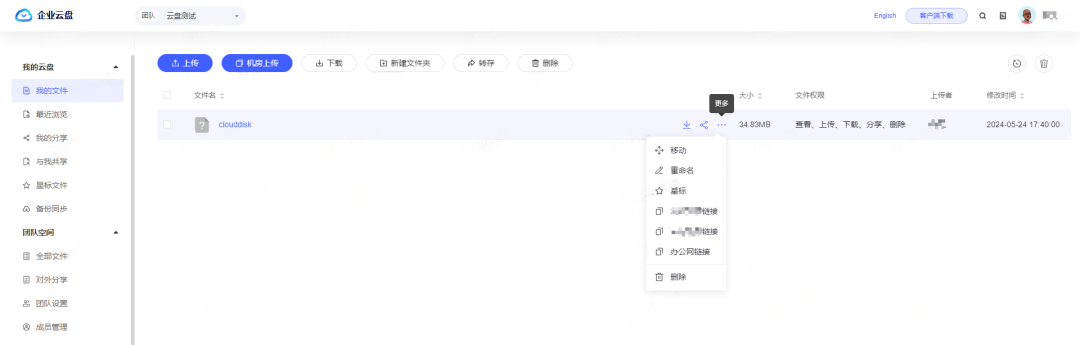 企业云盘
团队 云盘测试
English 客户端下载
我的云盘
我的文件
最近浏览
我的分享
与我共享
星标文件
备份同步
团队空间
全部文件
对外分享
团队设置
成员管理
上传 机房上传 下载 新建文件夹 转存 删除
更多
文件名 大小 文件权限 上传者 修改时间
clouddisk 34.83MB 查看、上传、下载、分享、删除 2024-05-24 17:40:00
移动
重命名
星标
链接
链接
办公网链接
删除